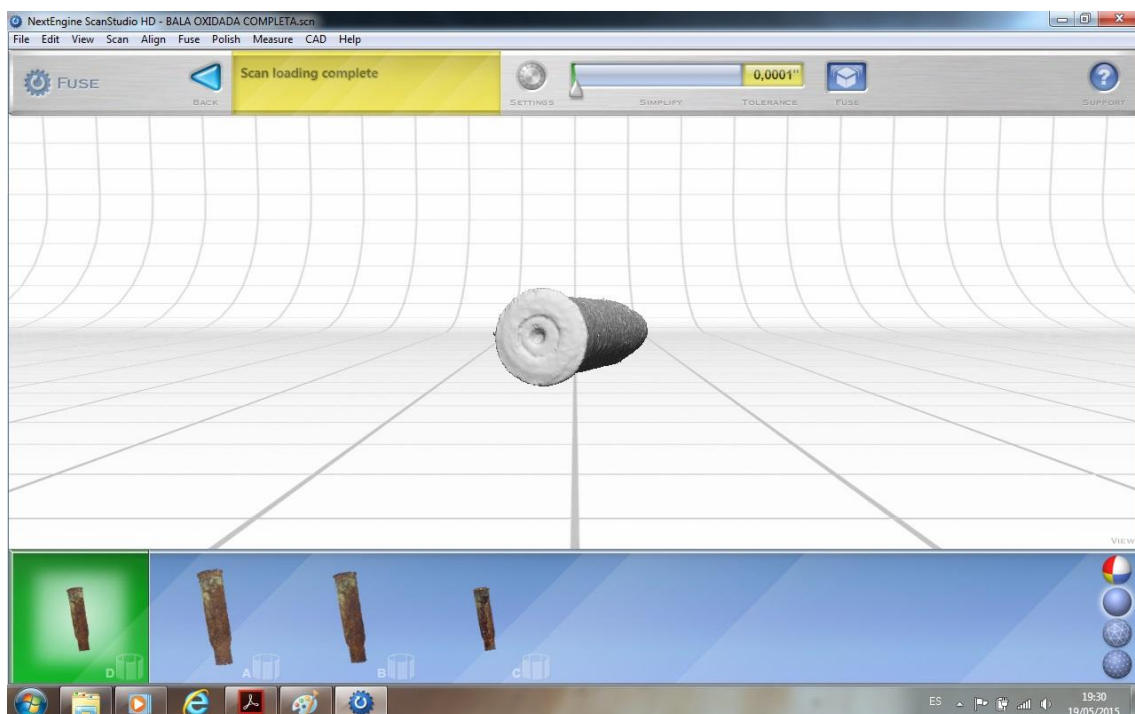 NextEngine ScanStudio HD - BALA OXIDADA COMPLETA.scn
File Edit View Scan Align Fuse Polish Measure CAD Help
FUSE
BACK
Scan loading complete
SETTINGS
SIMPLIFY
0,0001"
TOLERANCE
FUSE
SUPPORT
VIEW
D
A
B
C
ES
19:30
19/05/2015